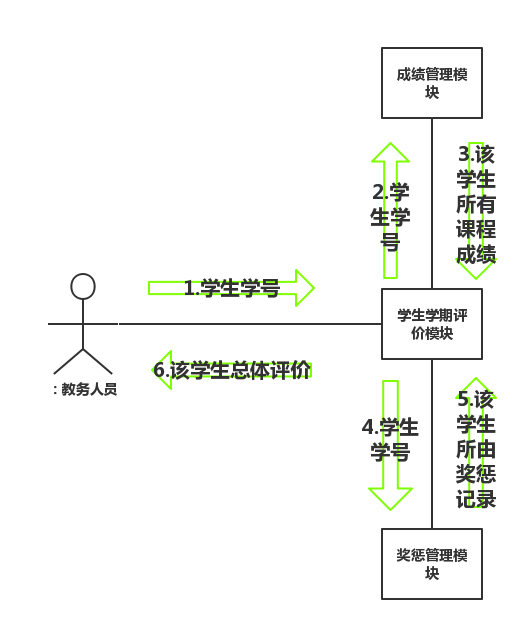 成绩管理模
块
2.学
生学
号
3.该
学生
所有
课程
成绩
1.学生学号
学生学期评
价模块
6.该学生总体评价
: 教务人员
4.学生
学号
5.该
学生
所由
奖惩
记录
奖惩管理模
块